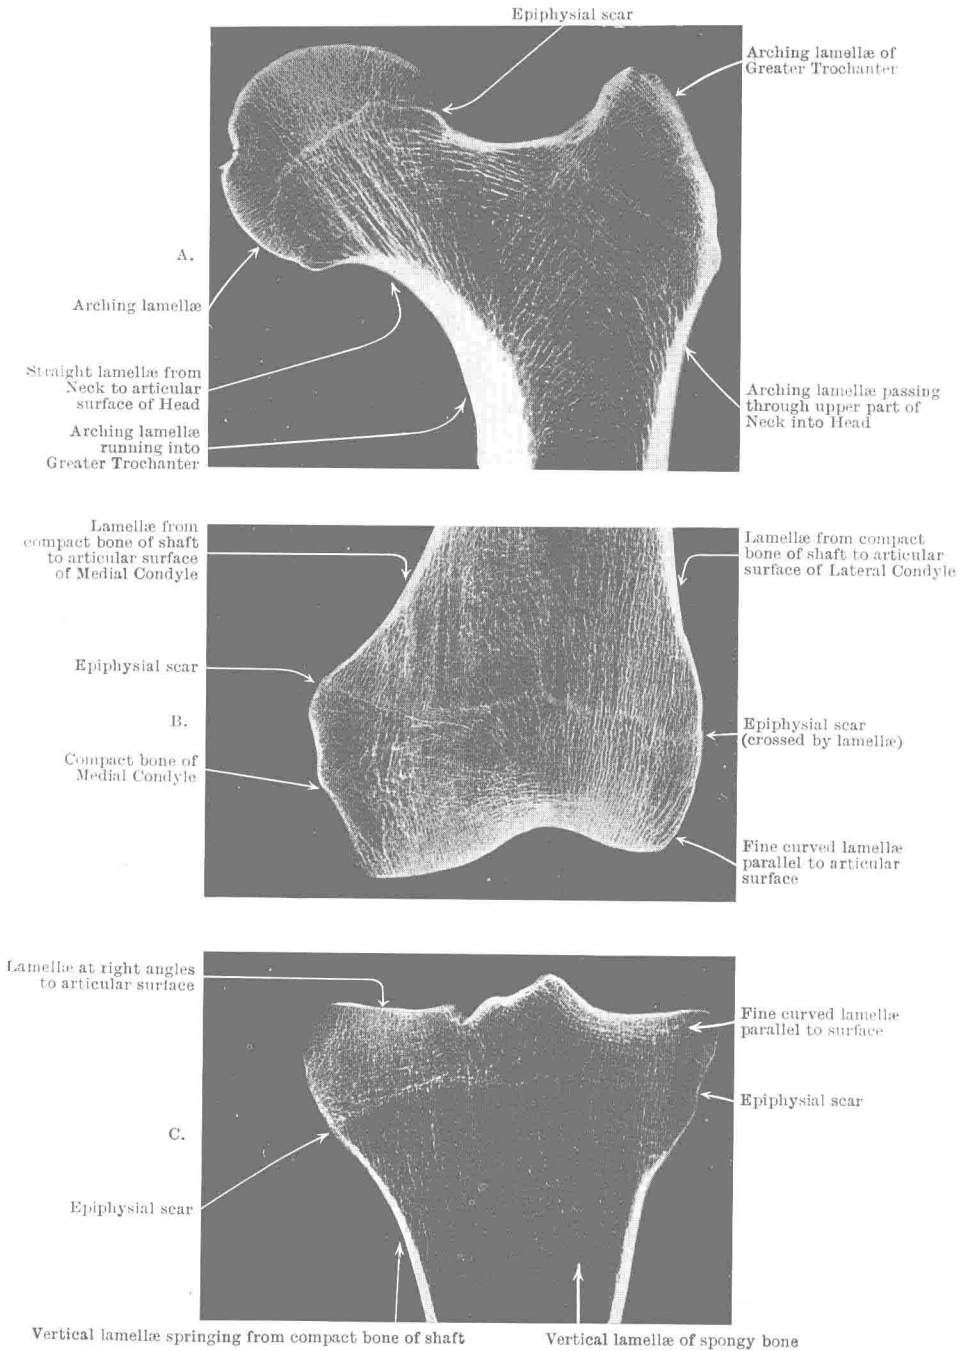 Epiphysial scar
Arching lamellæ of
Greater Trochanter
A.
Arching lamellæ
Straight lamellæ from
Neck to articular
surface of Head
Arching lamellæ
running into
Greater Trochanter
Arching lamellæ passing
through upper part of
Neck into Head
Lamellæ from
compact bone of shaft
to articular surface
of Medial Condyle
Lamellæ from compact
bone of shaft to articular
surface of Lateral Condyle
Epiphysial scar
B.
Compact bone of
Medial Condyle
Epiphysial scar
(crossed by lamellæ)
Fine curved lamellæ
parallel to articular
surface
Lamellæ at right angles
to articular surface
Fine curved lamellæ
parallel to surface
Epiphysial scar
C.
Epiphysial scar
Vertical lamellæ springing from compact bone of shaft
Vertical lamellæ of spongy bone